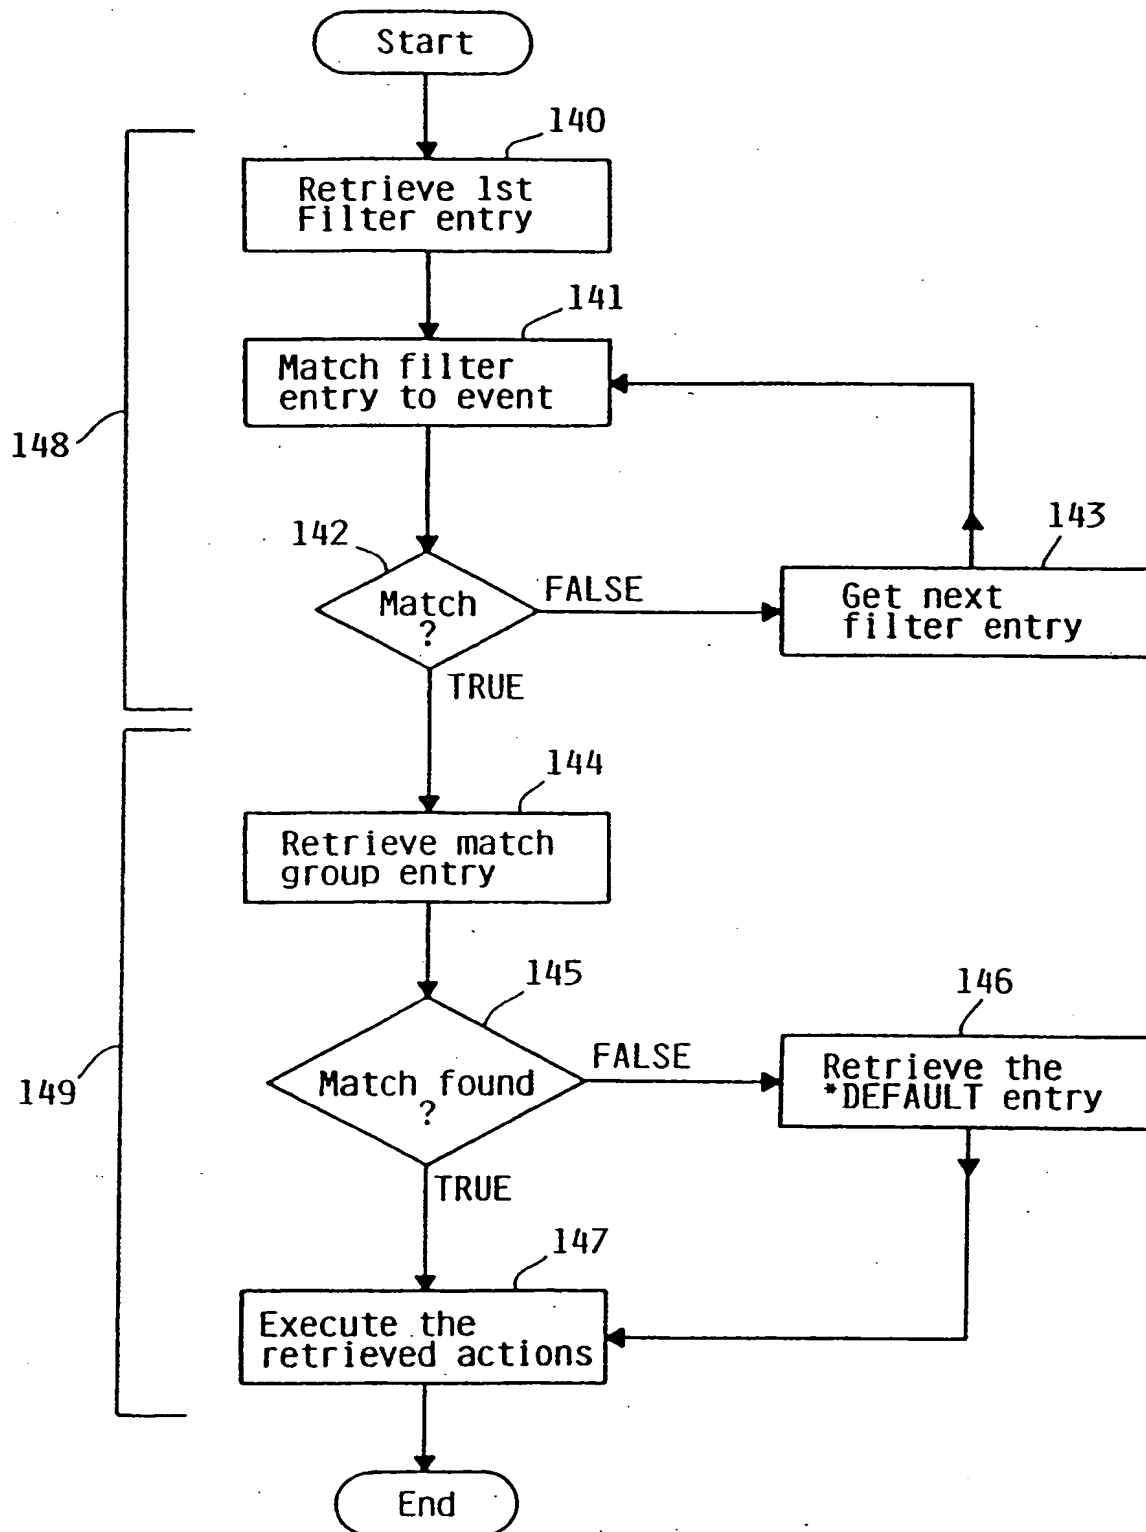 Start
140
Retrieve 1st
Filter entry
141
Match filter
entry to event
148
142
143
Match
?
FALSE
Get next
filter entry
TRUE
144
Retrieve match
group entry
145
146
149
Match found
?
FALSE
Retrieve the
*DEFAULT entry
TRUE
147
Execute the
retrieved actions
End